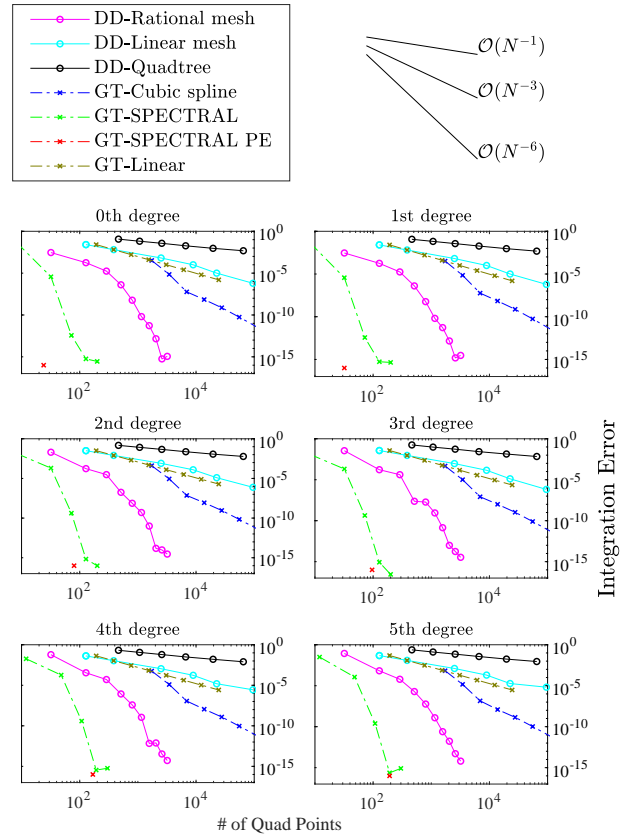 DD-Rational mesh
DD-Linear mesh
DD-Quadtree
GT-Cubic spline
GT-SPECTRAL
GT-SPECTRAL PE
GT-Linear
𝒪(N⁻¹)
𝒪(N⁻³)
𝒪(N⁻⁶)
0th degree
10⁰
10⁻⁵
10⁻¹⁰
10⁻¹⁵
10² 10⁴
1st degree
10⁰
10⁻⁵
10⁻¹⁰
10⁻¹⁵
10² 10⁴
2nd degree
10⁰
10⁻⁵
10⁻¹⁰
10⁻¹⁵
10² 10⁴
3rd degree
10⁰
10⁻⁵
10⁻¹⁰
10⁻¹⁵
10² 10⁴
4th degree
10⁰
10⁻⁵
10⁻¹⁰
10⁻¹⁵
10² 10⁴
5th degree
10⁰
10⁻⁵
10⁻¹⁰
10⁻¹⁵
10² 10⁴
Integration Error
# of Quad Points